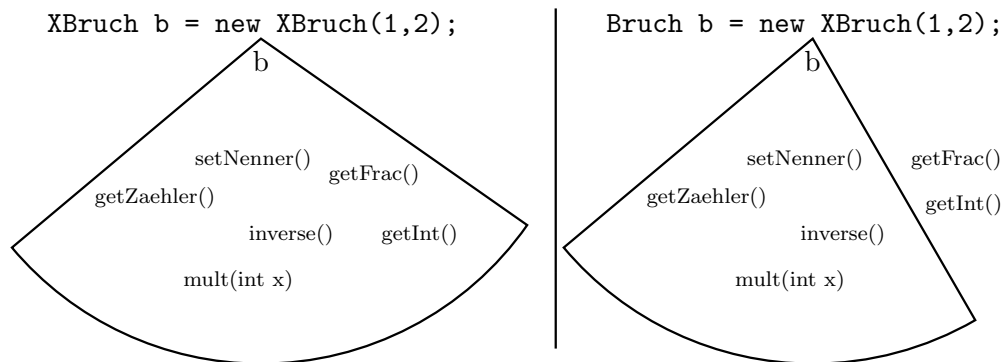 XBruch b = new XBruch(1,2);
b
setNenner()
getFrac()
getZaehler()
inverse()
getInt()
mult(int x)
Bruch b = new XBruch(1,2);
b
setNenner()
getFrac()
getZaehler()
getInt()
inverse()
mult(int x)